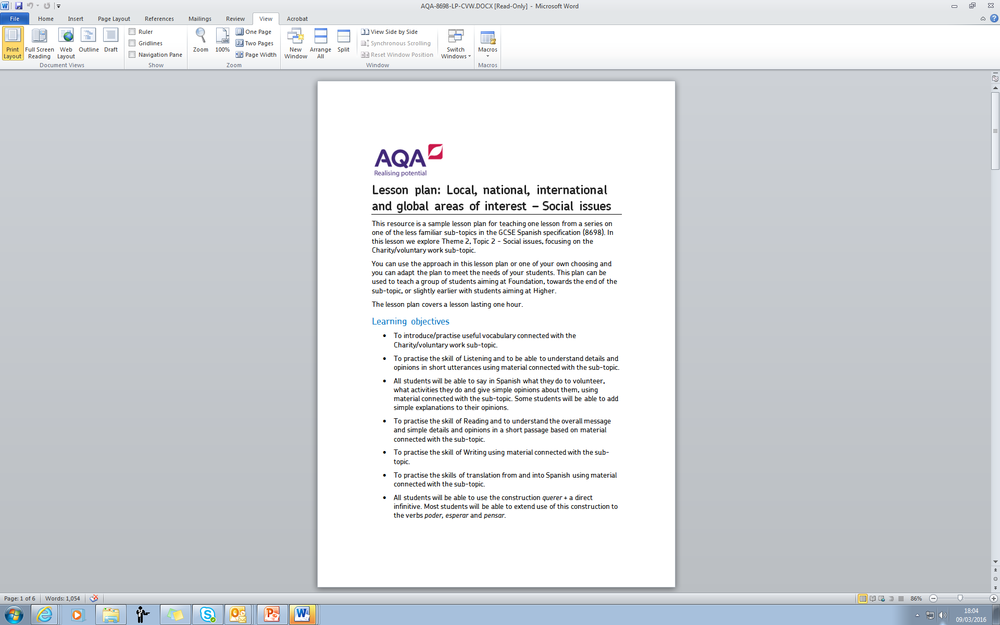 AQA-8698-LP-CVW.DOCX [Read-Only] - Microsoft Word
File Home Insert Page Layout References Mailings Review View Acrobat
Print Layout
Full Screen Reading
Web Layout
Outline
Draft
Document Views
Ruler
Gridlines
Navigation Pane
Show
Zoom
100%
One Page
Two Pages
Page Width
Zoom
New Window
Arrange All
Split
View Side by Side
Synchronous Scrolling
Reset Window Position
Window
Switch Windows
Macros
Macros
AQA
Realising potential
Lesson plan: Local, national, international
and global areas of interest – Social issues
This resource is a sample lesson plan for teaching one lesson from a series on
one of the less familiar sub-topics in the GCSE Spanish specification (8698). In
this lesson we explore Theme 2, Topic 2 - Social issues, focusing on the
Charity/voluntary work sub-topic.
You can use the approach in this lesson plan or one of your own choosing and
you can adapt the plan to meet the needs of your students. This plan can be
used to teach a group of students aiming at Foundation, towards the end of the
sub-topic, or slightly earlier with students aiming at Higher.
The lesson plan covers a lesson lasting one hour.
Learning objectives
• To introduce/practise useful vocabulary connected with the
Charity/voluntary work sub-topic.
• To practise the skill of Listening and to be able to understand details and
opinions in short utterances using material connected with the sub-topic.
• All students will be able to say in Spanish what they do to volunteer,
what activities they do and give simple opinions about them, using
material connected with the sub-topic. Some students will be able to add
simple explanations to their opinions.
• To practise the skill of Reading and to understand the overall message
and simple details and opinions in a short passage based on material
connected with the sub-topic.
• To practise the skill of Writing using material connected with the sub-
topic.
• To practise the skills of translation from and into Spanish using material
connected with the sub-topic.
• All students will be able to use the construction querer + a direct
infinitive. Most students will be able to extend use of this construction to
the verbs poder, esperar and pensar.
Page: 1 of 6 Words: 1,054 86%
18:04
09/03/2016